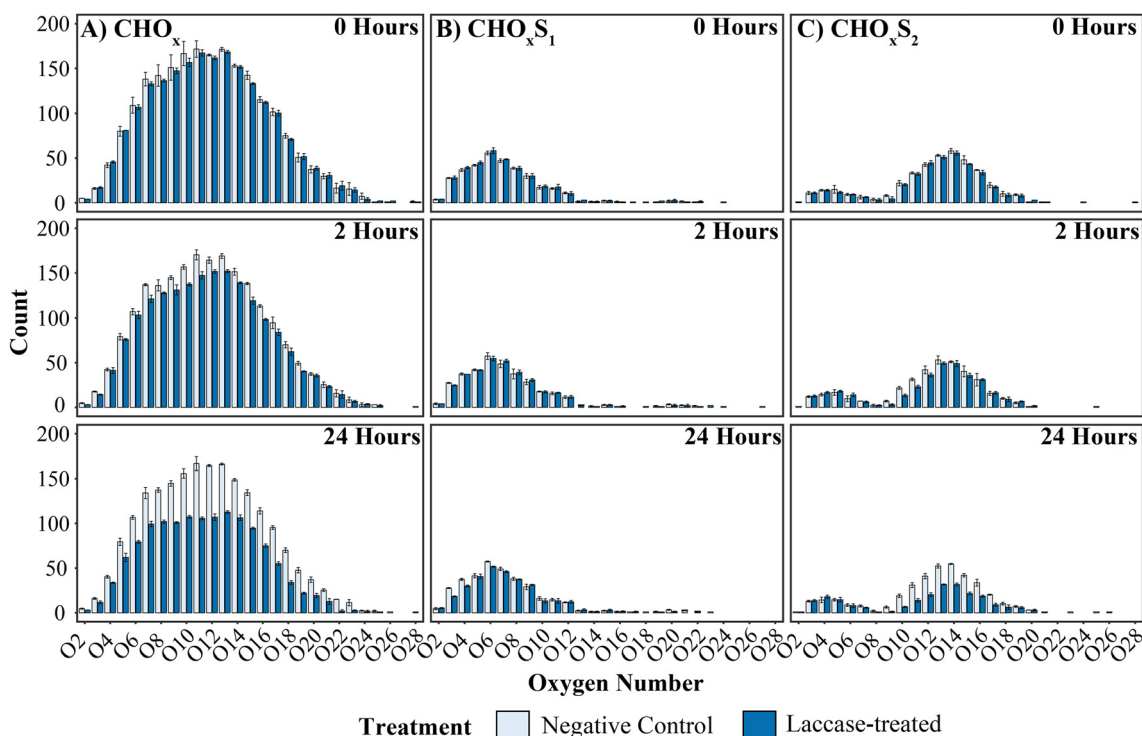 A) CHOx
0 Hours
B) CHOxS1
0 Hours
C) CHOxS2
0 Hours
200
150
100
50
0
2 Hours
2 Hours
2 Hours
200
150
100
50
0
24 Hours
24 Hours
24 Hours
200
150
100
50
0
Count
O2 O4 O6 O8 O10 O12 O14 O16 O18 O20 O22 O24 O26 O28
O2 O4 O6 O8 O10 O12 O14 O16 O18 O20 O22 O24 O26 O28
O2 O4 O6 O8 O10 O12 O14 O16 O18 O20 O22 O24 O26 O28
Oxygen Number
Treatment Negative Control Laccase-treated